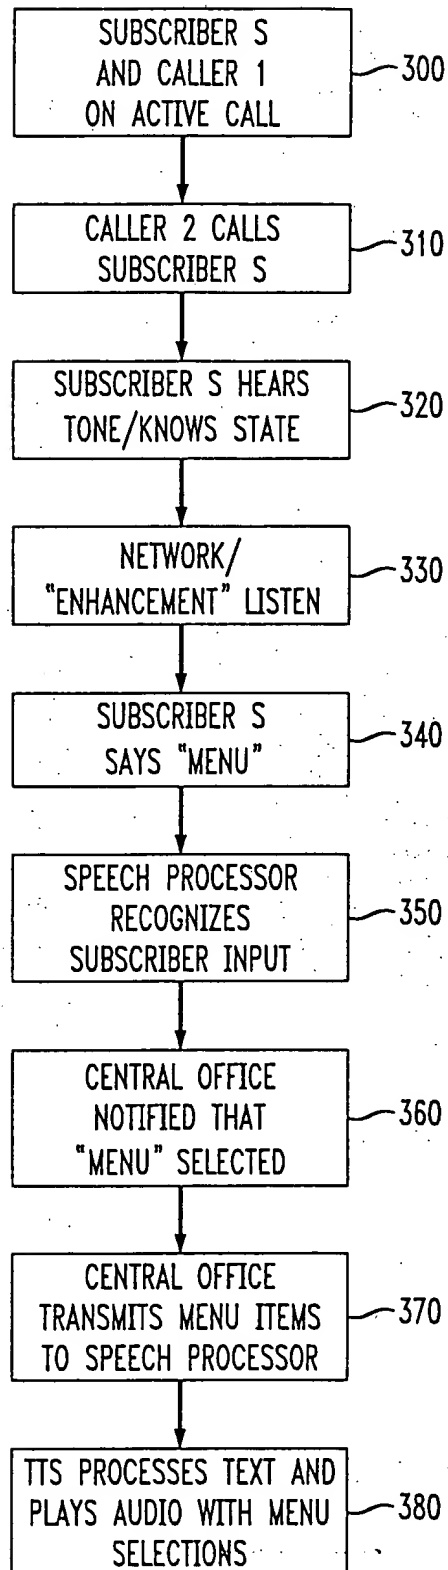 SUBSCRIBER S
AND CALLER 1
ON ACTIVE CALL
300
CALLER 2 CALLS
SUBSCRIBER S
310
SUBSCRIBER S HEARS
TONE/KNOWS STATE
320
NETWORK/
"ENHANCEMENT" LISTEN
330
SUBSCRIBER S
SAYS "MENU"
340
SPEECH PROCESSOR
RECOGNIZES
SUBSCRIBER INPUT
350
CENTRAL OFFICE
NOTIFIED THAT
"MENU" SELECTED
360
CENTRAL OFFICE
TRANSMITS MENU ITEMS
TO SPEECH PROCESSOR
370
TTS PROCESSES TEXT AND
PLAYS AUDIO WITH MENU
SELECTIONS
380